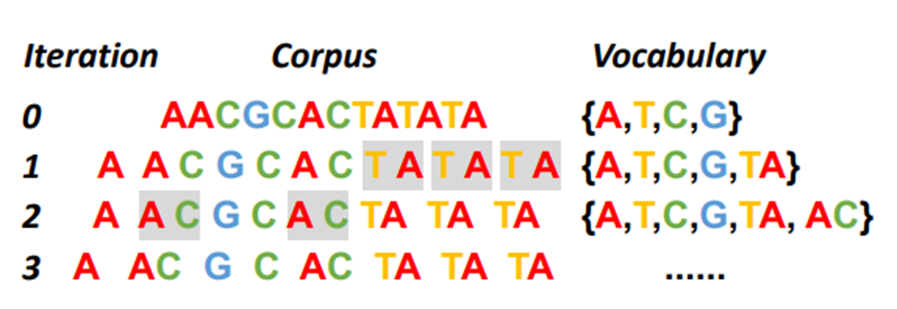 Iteration Corpus Vocabulary
0 AACGCACTATATA {A,T,C,G}
1 A A C G C A C T A T A T A {A,T,C,G,TA}
2 A A C G C A C TA TA TA {A,T,C,G,TA, AC}
3 A AC G C AC TA TA TA ......